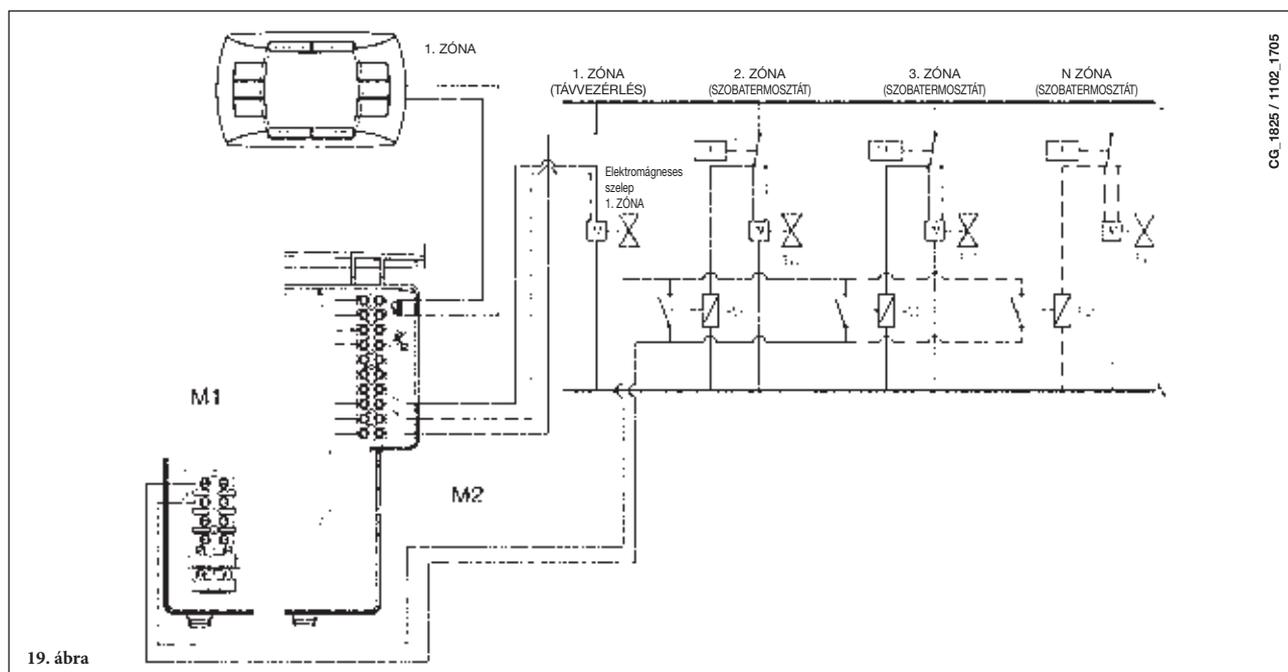 1. ZÓNA
1. ZÓNA
(TÁVVEZÉRLÉS)
2. ZÓNA
(SZOBATERMOSZTÁT)
3. ZÓNA
(SZOBATERMOSZTÁT)
N ZÓNA
(SZOBATERMOSZTÁT)
CG_1825 / 1102_1705
Elektromágneses
szelep
1. ZÓNA
M1
M2
19. ábra